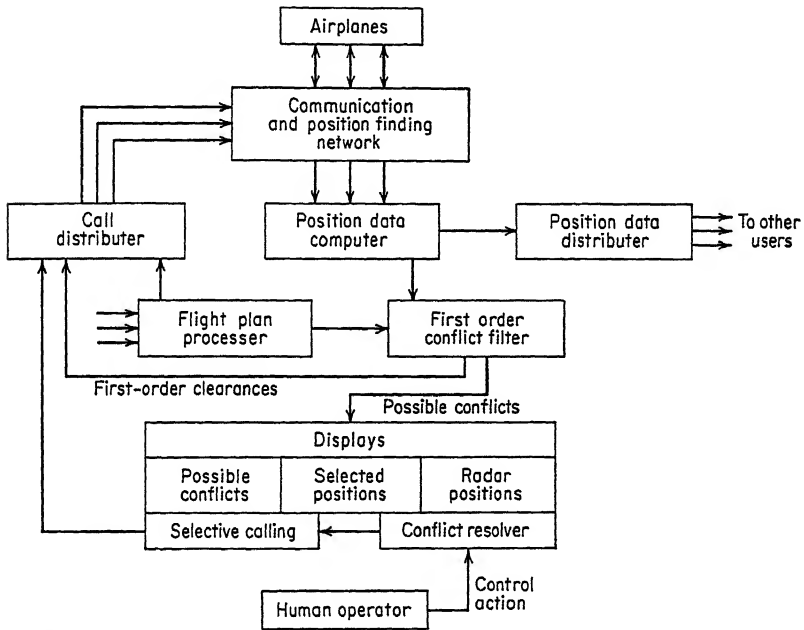 Airplanes
Communication
and position finding
network
Call
distributer
Position data
computer
Position data
distributer
To other
users
Flight plan
processer
First order
conflict filter
First-order clearances
Possible conflicts
Displays
Possible
conflicts
Selected
positions
Radar
positions
Selective calling
Conflict resolver
Control
action
Human operator